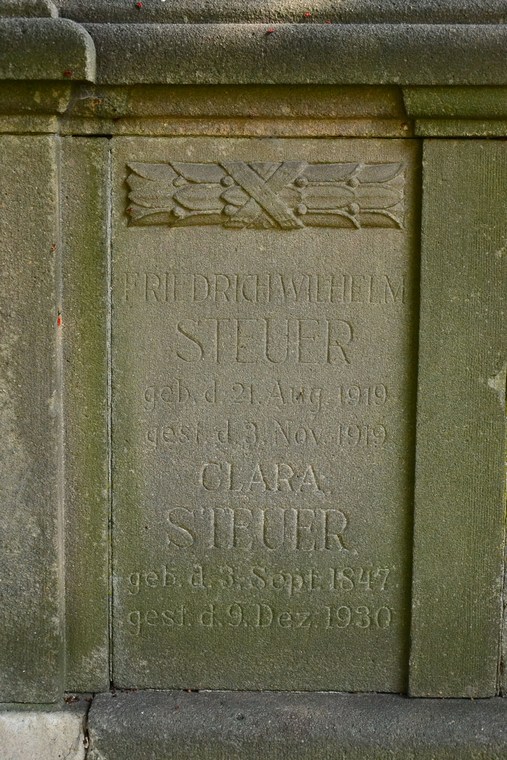 FRIEDRICH WILHELM
STEUER
geb. d. 21. Aug. 1919
gest. d. 3. Nov. 1919
CLARA
STEUER
geb. d. 3. Sept. 1847
gest. d. 9. Dez. 1930